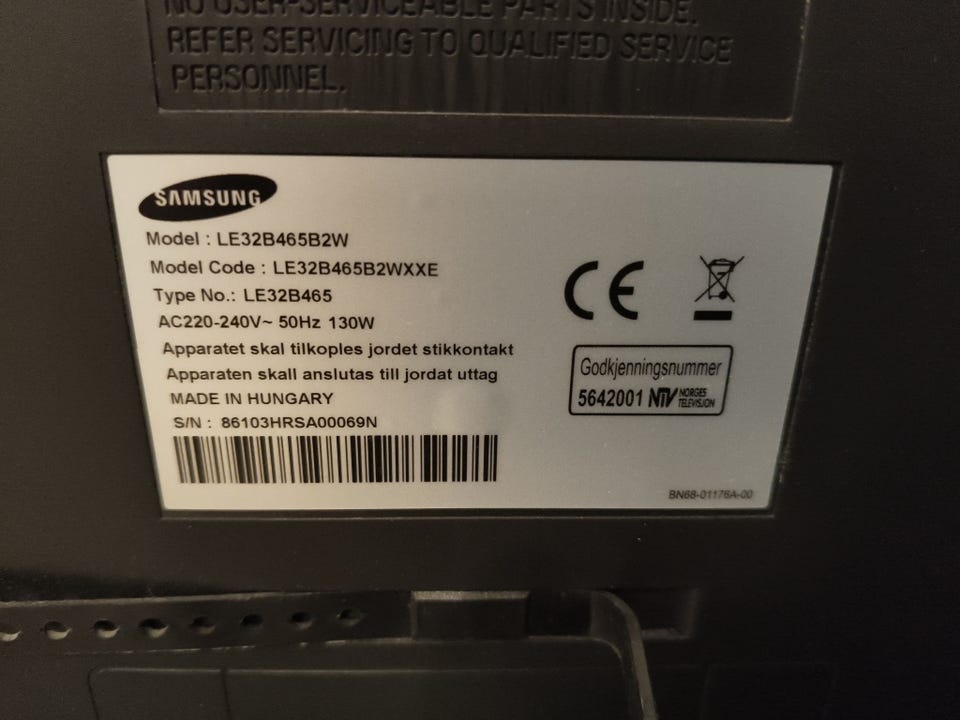 NO USER-SERVICEABLE PARTS INSIDE.
REFER SERVICING TO QUALIFIED SERVICE
PERSONNEL.
SAMSUNG
Model : LE32B465B2W
Model Code : LE32B465B2WXXE
Type No.: LE32B465
AC220-240V~ 50Hz 130W
Apparatet skal tilkoples jordet stikkontakt
Apparaten skall anslutas till jordat uttag
MADE IN HUNGARY
S/N : 86103HRSA00069N
CE
Godkjenningsnummer
5642001 NTV NORGES
TELEVISJON
BN68-01176A-00